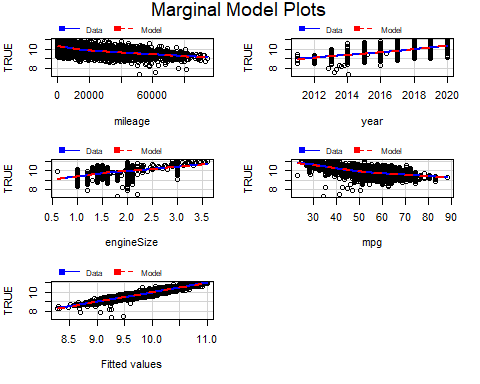 Marginal Model Plots
Data Model
TRUE
8 10
0 20000 60000
mileage
Data Model
TRUE
8 10
2012 2014 2016 2018 2020
year
Data Model
TRUE
8 10
0.5 1.0 1.5 2.0 2.5 3.0 3.5
engineSize
Data Model
TRUE
8 10
30 40 50 60 70 80 90
mpg
Data Model
TRUE
8 10
8.5 9.0 9.5 10.0 11.0
Fitted values